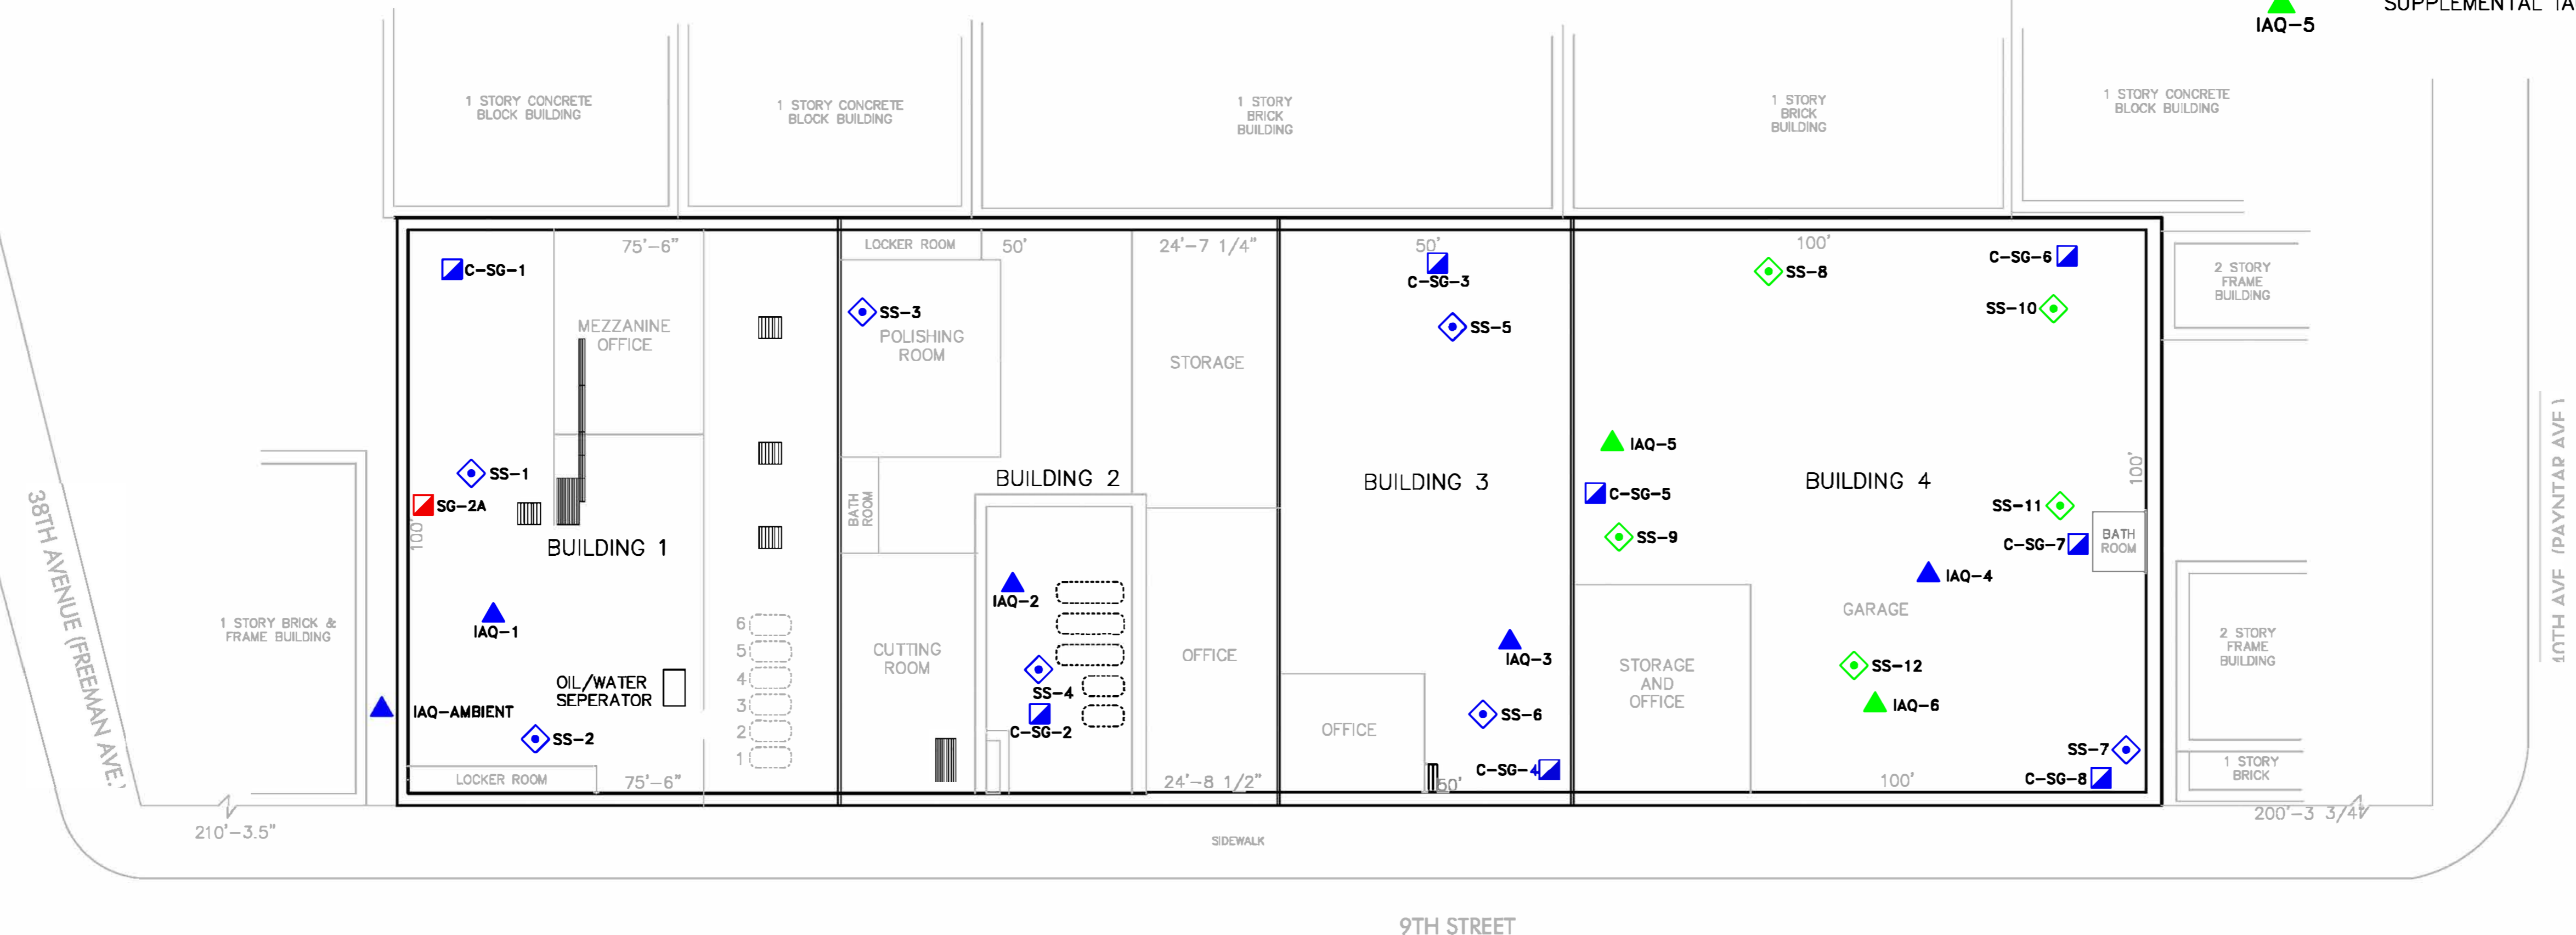 SUPPLEMENTAL
IAQ-5
1 STORY CONCRETE
BLOCK BUILDING
1 STORY CONCRETE
BLOCK BUILDING
1 STORY
BRICK
BUILDING
1 STORY
BRICK
BUILDING
1 STORY CONCRETE
BLOCK BUILDING
75'-6"
LOCKER ROOM
50'
24'-7 1/4"
50'
100'
C-SG-1
C-SG-3
C-SG-6
SS-8
SS-10
2 STORY
FRAME
BUILDING
MEZZANINE
OFFICE
SS-3
POLISHING
ROOM
STORAGE
SS-5
SS-1
SG-2A
100'
BUILDING 1
BATH
ROOM
BUILDING 2
BUILDING 3
IAQ-5
C-SG-5
SS-9
BUILDING 4
SS-11
C-SG-7
BATH
ROOM
100'
38TH AVENUE (FREEMAN AVE.)
1 STORY BRICK &
FRAME BUILDING
IAQ-1
IAQ-2
IAQ-4
GARAGE
6
5
4
3
2
1
CUTTING
ROOM
OFFICE
IAQ-3
STORAGE
AND
OFFICE
SS-12
IAQ-6
2 STORY
FRAME
BUILDING
OIL/WATER
SEPERATOR
IAQ-AMBIENT
SS-2
SS-4
C-SG-2
SS-6
OFFICE
SS-7
LOCKER ROOM
75'-6"
24'-8 1/2"
C-SG-4
50'
100'
C-SG-8
1 STORY
BRICK
210'-3.5"
200'-3 3/4"
SIDEWALK
9TH STREET
(PAYNTAR